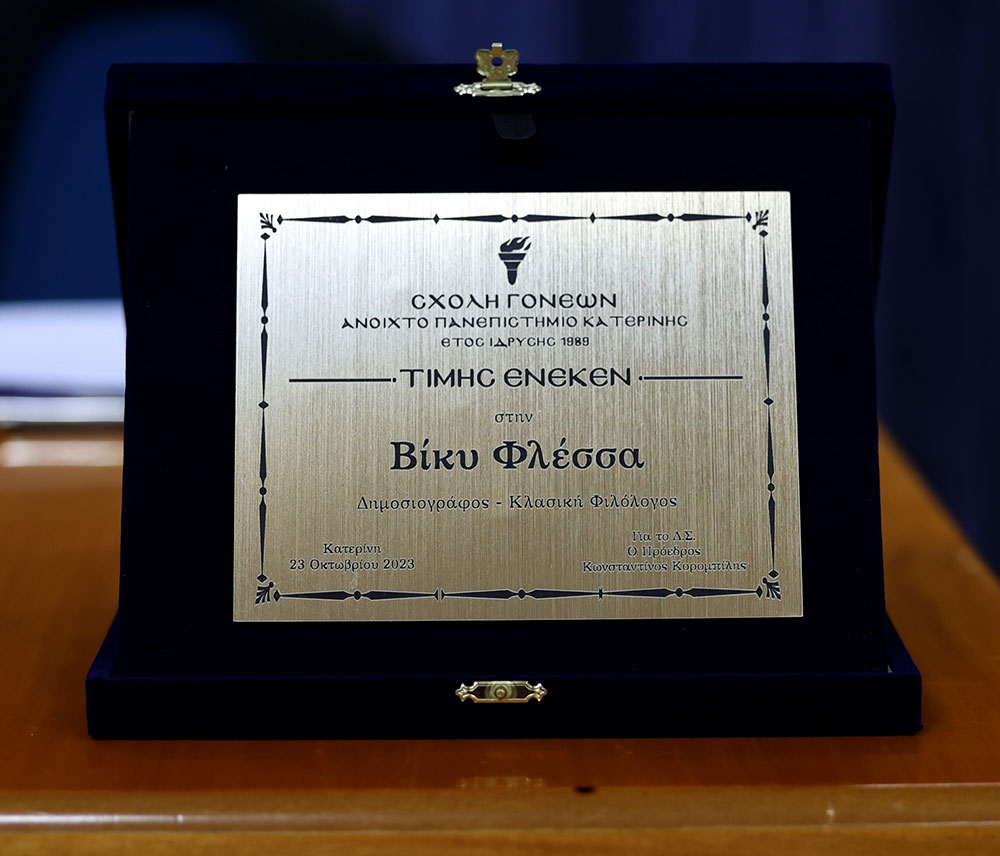 ΣΧΟΛΗ ΓΟΝΕΩΝ
ΑΝΟΙΧΤΟ ΠΑΝΕΠΙΣΤΗΜΙΟ ΚΑΤΕΡΙΝΗΣ
ΕΤΟΣ ΙΔΡΥΣΗΣ 1989
ΤΙΜΗΣ ΕΝΕΚΕΝ
στην
Βίκυ Φλέσσα
Δημοσιογράφος - Κλασική Φιλόλογος
Κατερίνη
23 Οκτωβρίου 2023
Για το Δ.Σ.
Ο Πρόεδρος
Κωνσταντίνος Κορομπίλης